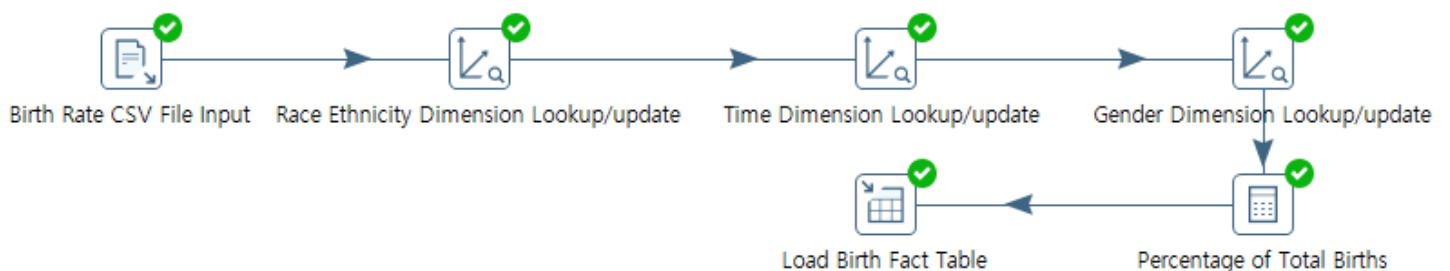 Birth Rate CSV File Input
Race Ethnicity Dimension Lookup/update
Time Dimension Lookup/update
Gender Dimension Lookup/update
Load Birth Fact Table
Percentage of Total Births